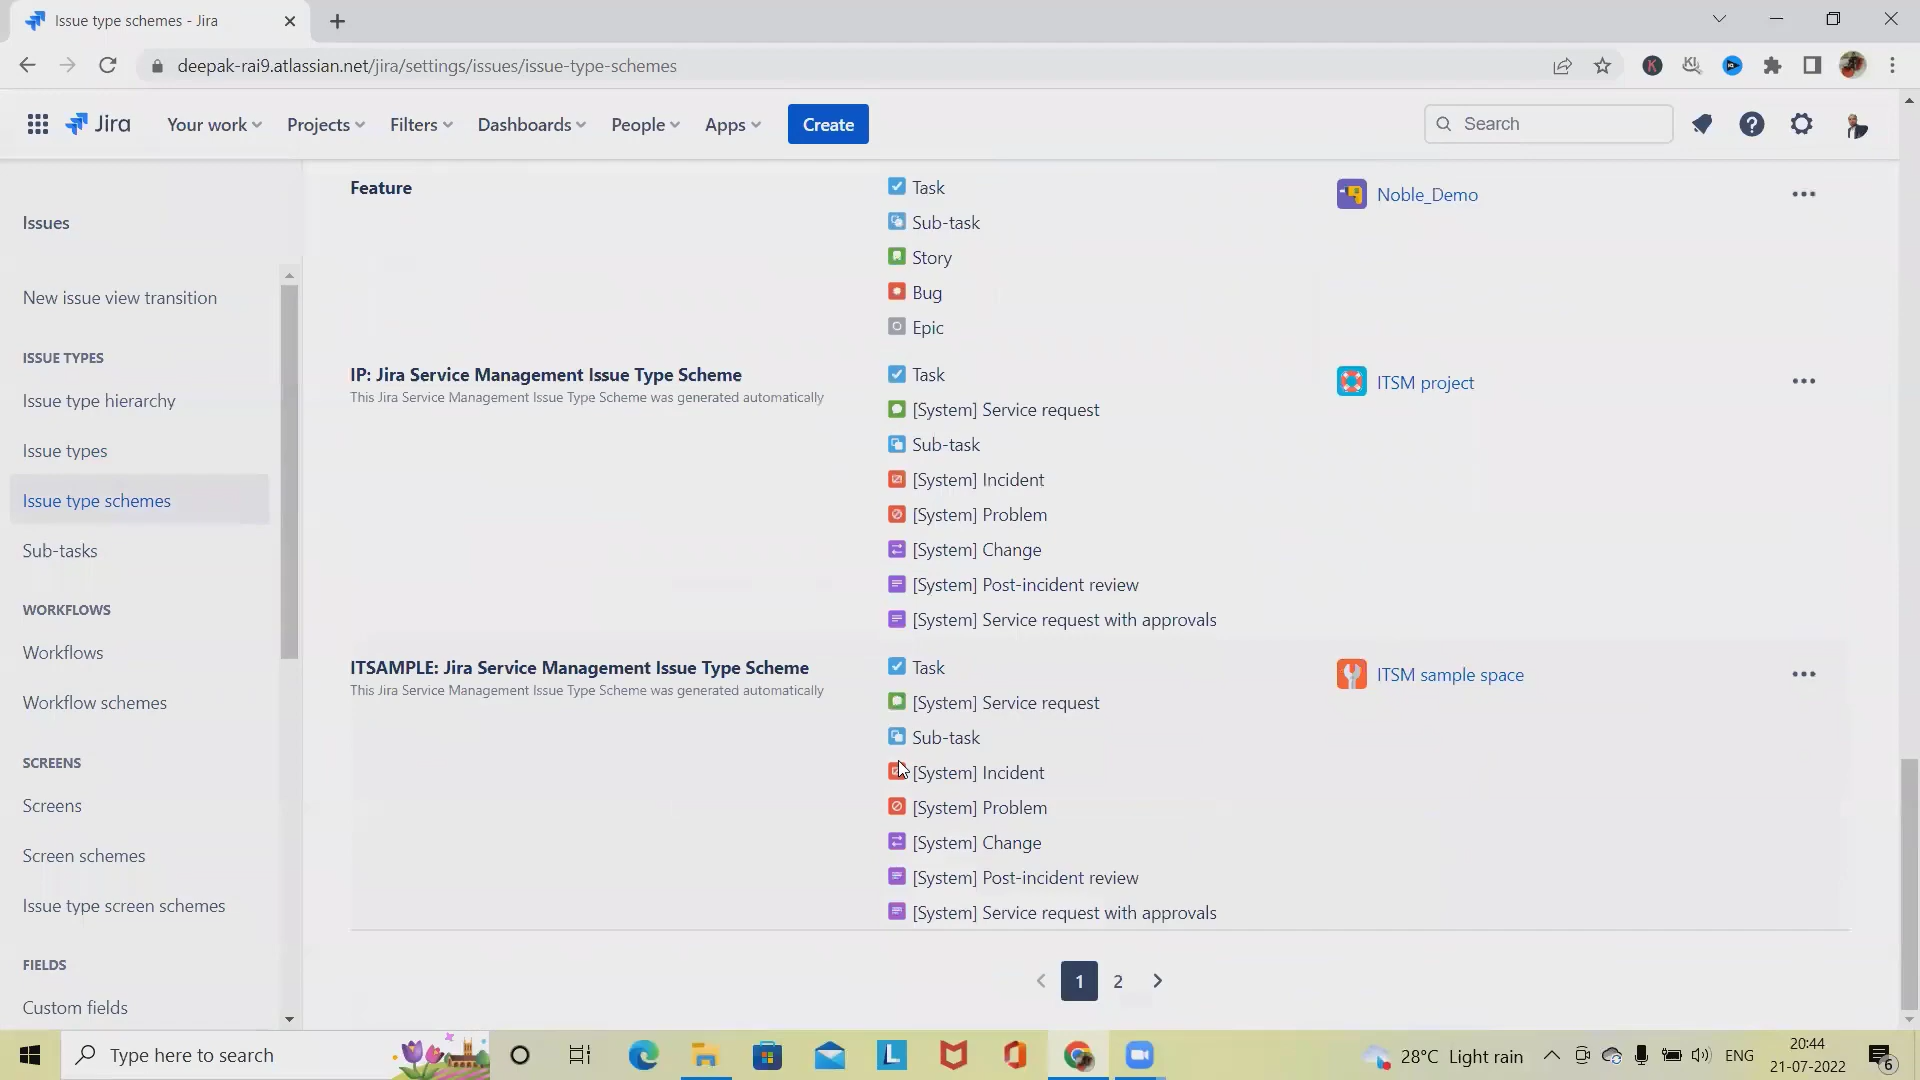 Issue type schemes - Jira
deepak-rai9.atlassian.net/jira/settings/issues/issue-type-schemes
Jira
Your work
Projects
Filters
Dashboards
People
Apps
Create
Search
Issues
New issue view transition
ISSUE TYPES
Issue type hierarchy
Issue types
Issue type schemes
Sub-tasks
WORKFLOWS
Workflows
Workflow schemes
SCREENS
Screens
Screen schemes
Issue type screen schemes
FIELDS
Custom fields
Feature
Task
Sub-task
Story
Bug
Epic
Noble_Demo
IP: Jira Service Management Issue Type Scheme
This Jira Service Management Issue Type Scheme was generated automatically
Task
[System] Service request
Sub-task
[System] Incident
[System] Problem
[System] Change
[System] Post-incident review
[System] Service request with approvals
ITSM project
ITSAMPLE: Jira Service Management Issue Type Scheme
This Jira Service Management Issue Type Scheme was generated automatically
Task
[System] Service request
Sub-task
[System] Incident
[System] Problem
[System] Change
[System] Post-incident review
[System] Service request with approvals
ITSM sample space
1
2
Type here to search
28°C Light rain
ENG
20:44
21-07-2022
6